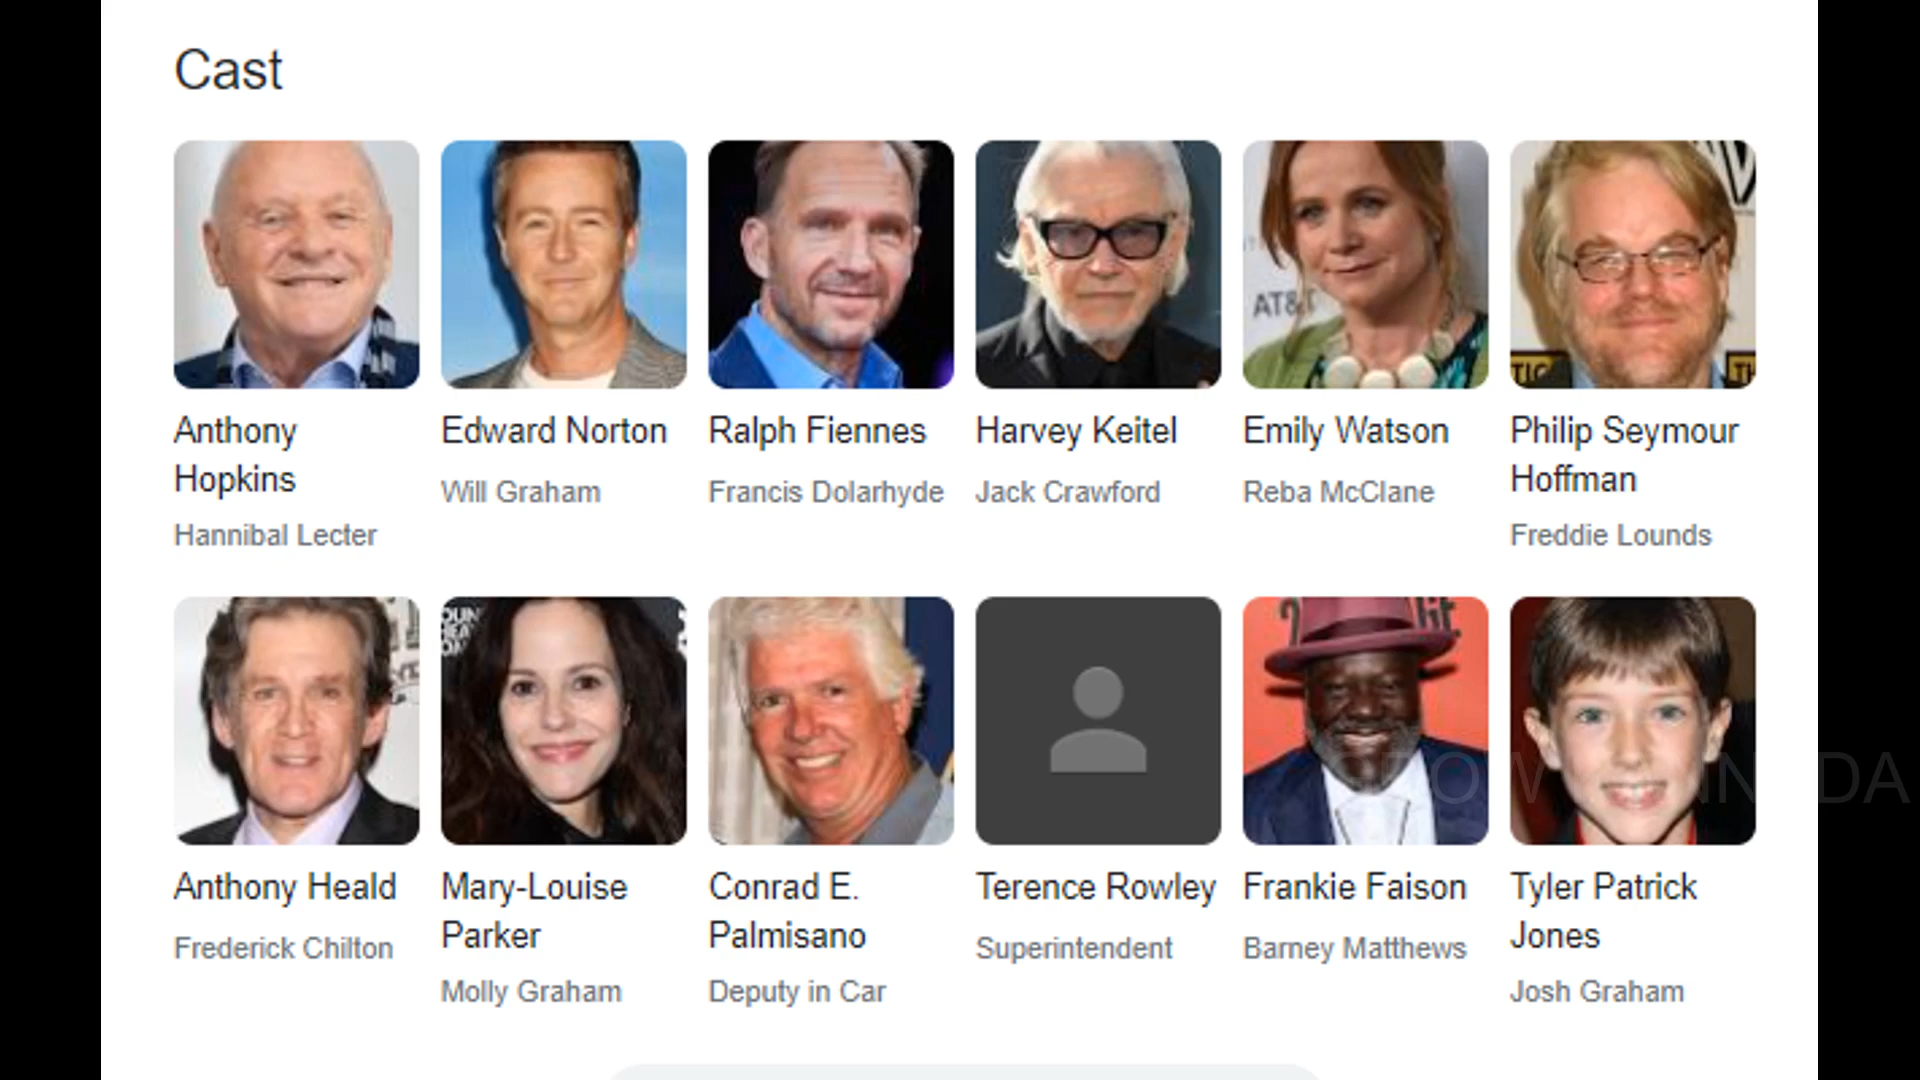 Cast
Anthony
Hopkins
Hannibal Lecter
Edward Norton
Will Graham
Ralph Fiennes
Francis Dolarhyde
Harvey Keitel
Jack Crawford
AT&T
Emily Watson
Reba McClane
Philip Seymour
Hoffman
Freddie Lounds
Anthony Heald
Frederick Chilton
Mary-Louise
Parker
Molly Graham
Conrad E.
Palmisano
Deputy in Car
Terence Rowley
Superintendent
Frankie Faison
Barney Matthews
Tyler Patrick
Jones
Josh Graham